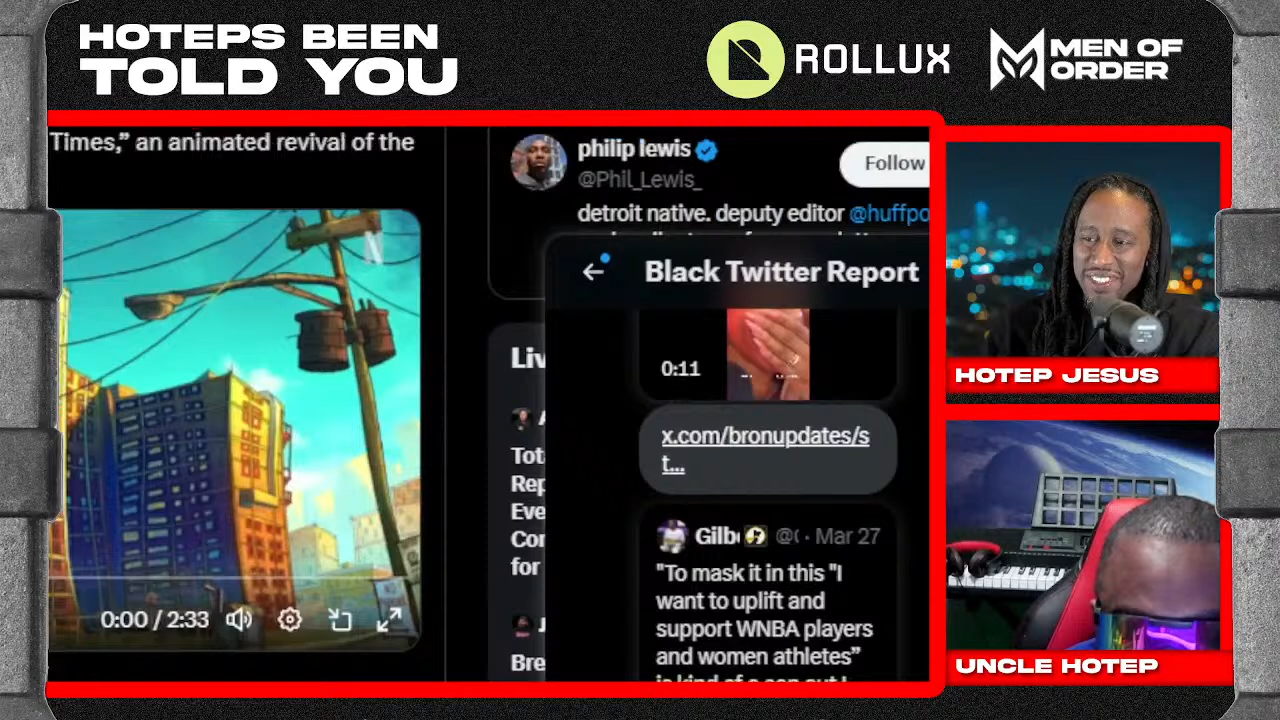 HOTEPS BEEN
TOLD YOU
ROLLUX
MEN OF
ORDER
Times,” an animated revival of the
0:00 / 2:33
philip lewis
@Phil_Lewis_
Follow
detroit native. deputy editor @huffpo
Liv
Tot
Rep
Eve
Cor
for
Bre
Black Twitter Report
0:11
x.com/bronupdates/s
t...
Gilb @( · Mar 27
"To mask it in this "I
want to uplift and
support WNBA players
and women athletes”
HOTEP JESUS
UNCLE HOTEP